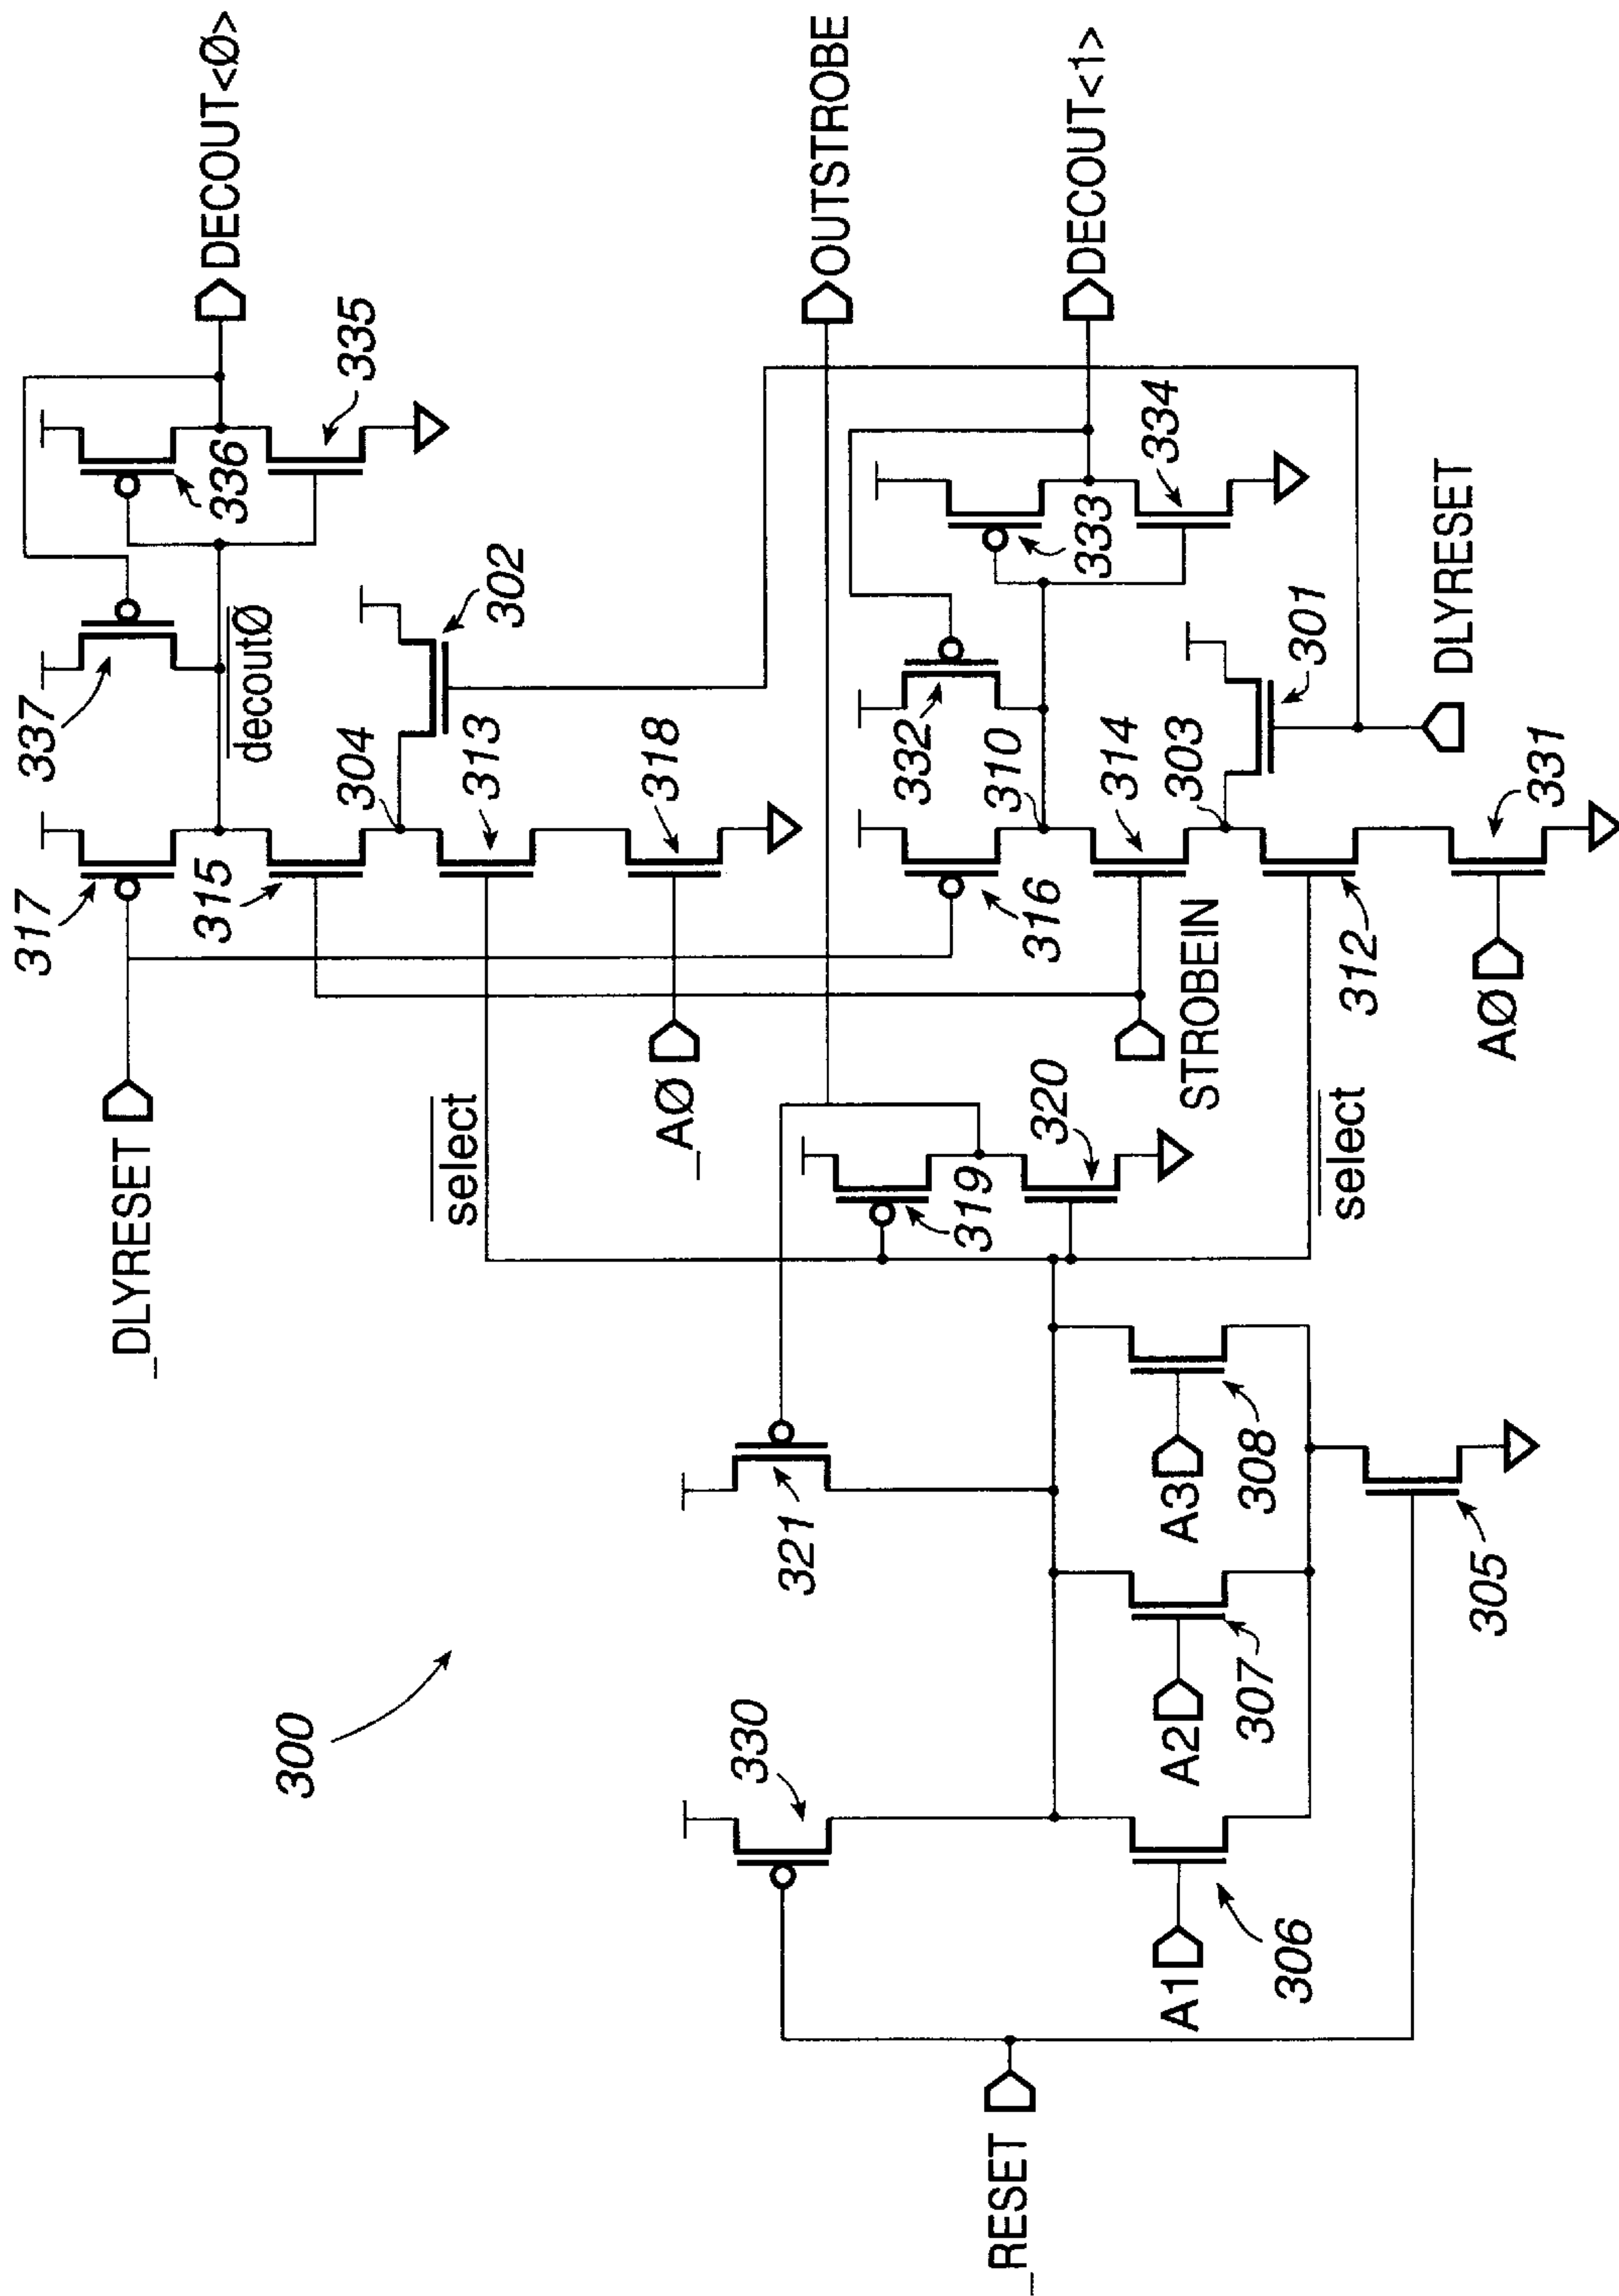 300
_RESET
A1
306
330
A2
307
321
A3
308
305
_DLYRESET
select
_AØ
319
320
select
STROBEIN
AØ
317
315
337
decoutØ
304
313
318
302
336
335
DECOUT<Ø>
OUTSTROBE
316
332
310
314
303
312
331
333
334
301
DLYRESET
DECOUT<1>